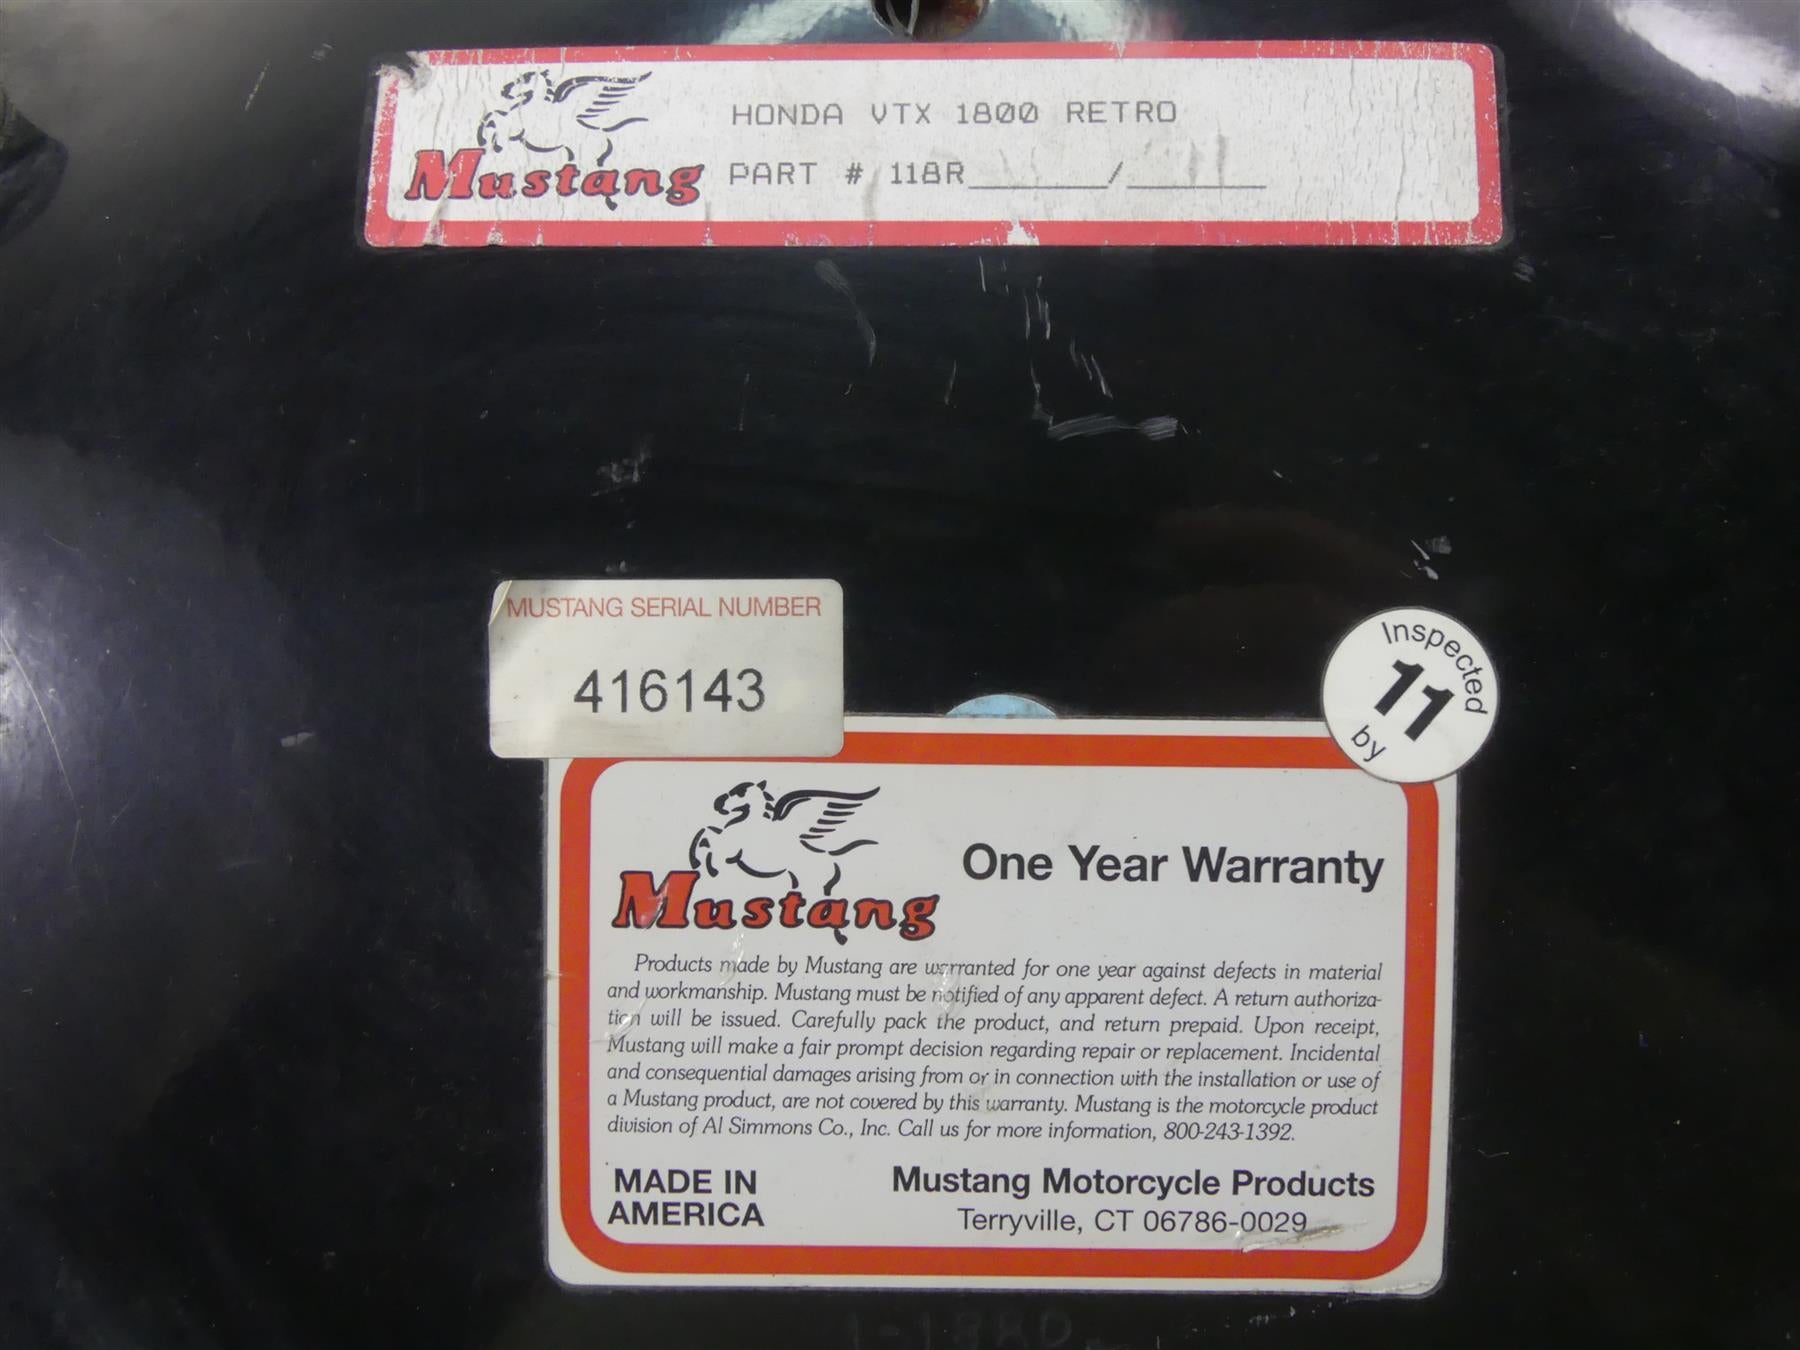 Mustang
HONDA VTX 1800 RETRO
PART # 118R______/______
MUSTANG SERIAL NUMBER
416143
Inspected
11
by
Mustang
One Year Warranty
Products made by Mustang are warranted for one year against defects in material
and workmanship. Mustang must be notified of any apparent defect. A return authoriza-
tion will be issued. Carefully pack the product, and return prepaid. Upon receipt,
Mustang will make a fair prompt decision regarding repair or replacement. Incidental
and consequential damages arising from or in connection with the installation or use of
a Mustang product, are not covered by this warranty. Mustang is the motorcycle product
division of Al Simmons Co., Inc. Call us for more information, 800-243-1392.
MADE IN
AMERICA
Mustang Motorcycle Products
Terryville, CT 06786-0029